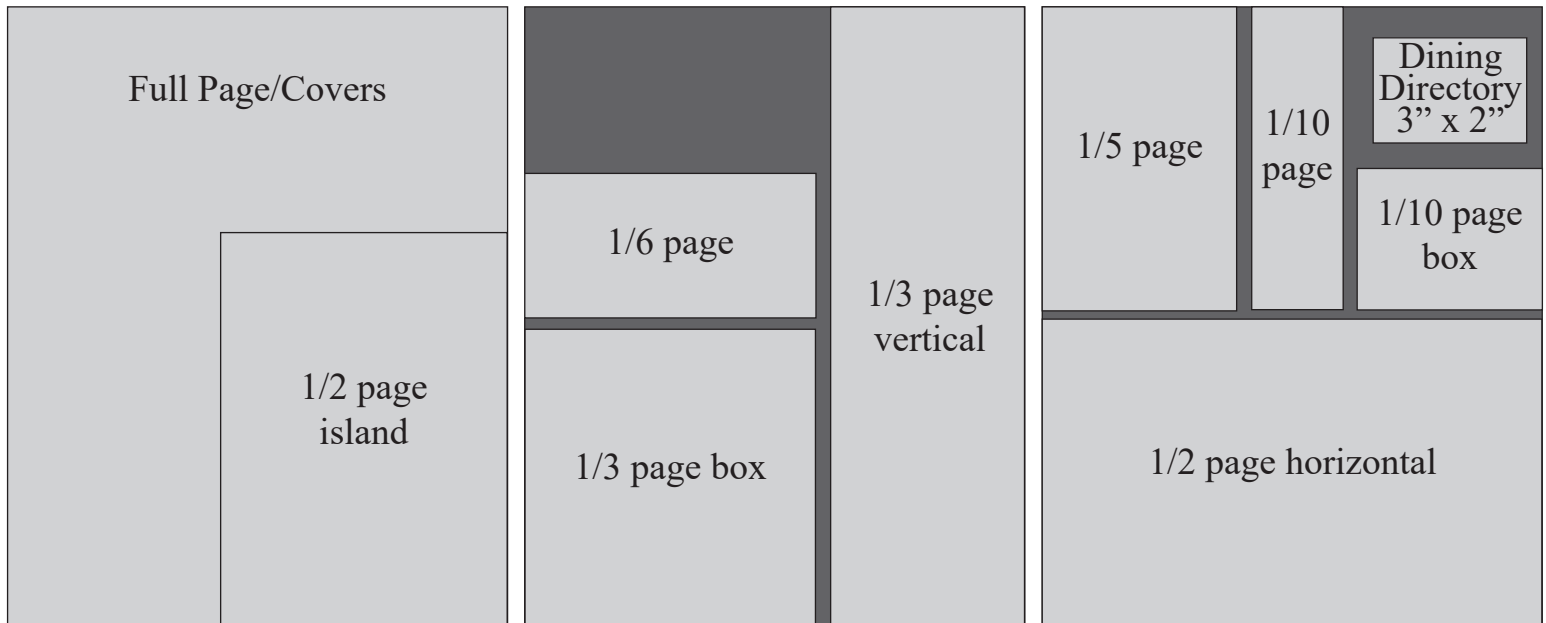 Full Page/Covers
1/2 page
island
1/6 page
1/3 page box
1/3 page
vertical
1/5 page
1/10
page
Dining
Directory
3” x 2”
1/10 page
box
1/2 page horizontal